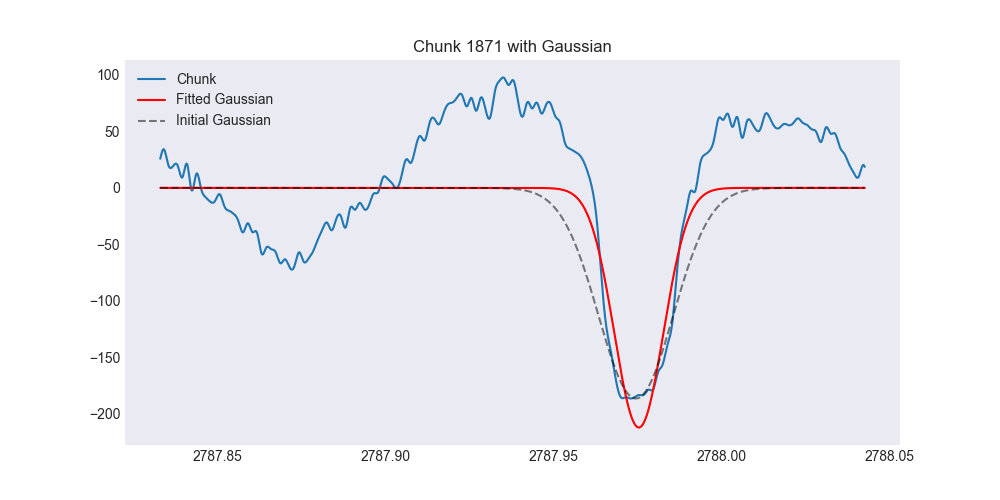 Chunk 1871 with Gaussian
Chunk
Fitted Gaussian
Initial Gaussian
100
50
0
−50
−100
−150
−200
2787.85 2787.90 2787.95 2788.00 2788.05